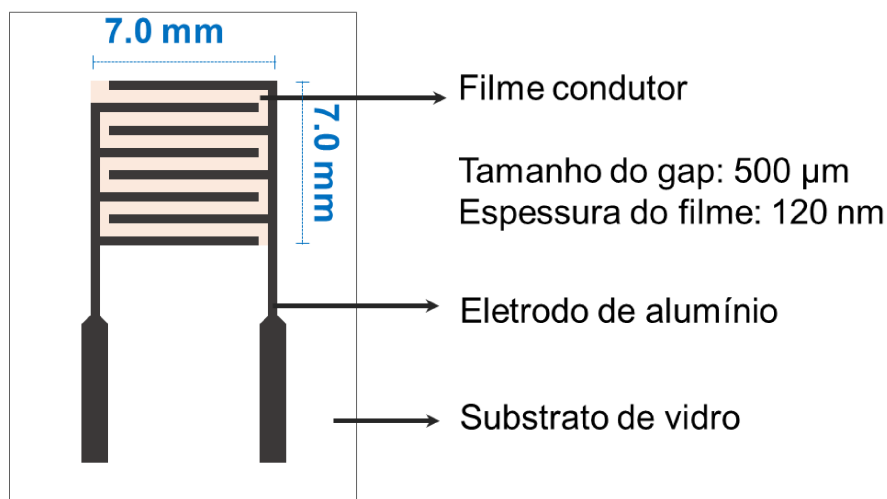 7.0 mm
Filme condutor
7.0 mm
Tamanho do gap: 500 µm
Espessura do filme: 120 nm
Eletrodo de alumínio
Substrato de vidro